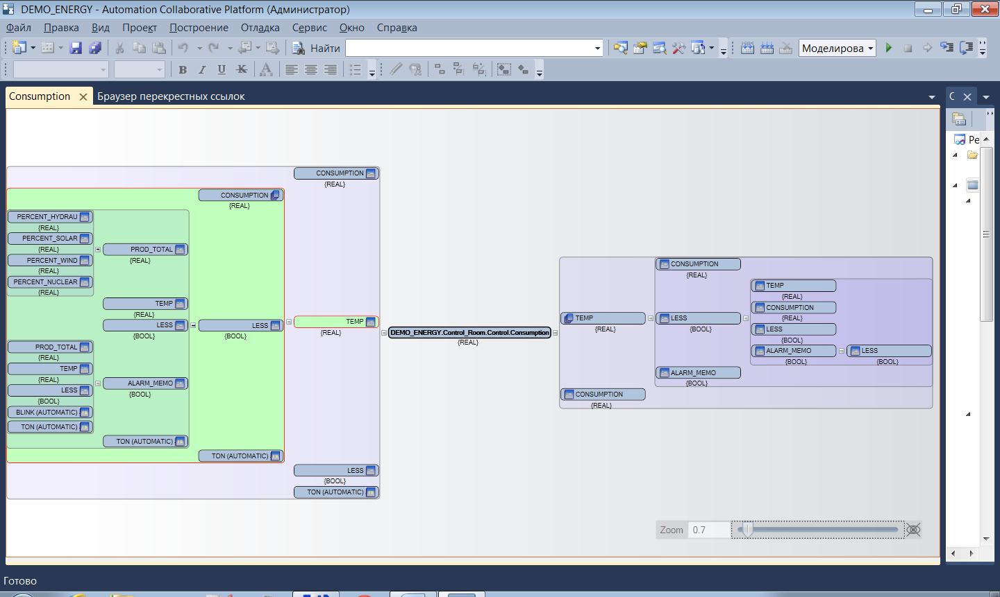 DEMO_ENERGY - Automation Collaborative Platform (Администратор)
Файл Правка Вид Проект Построение Отладка Сервис Окно Справка
Найти Моделирова
B I U K A
Consumption Браузер перекрестных ссылок C
Ре
CONSUMPTION
{REAL}
CONSUMPTION
{REAL}
PERCENT_HYDRAU
{REAL}
PERCENT_SOLAR
{REAL}
PERCENT_WIND
{REAL}
PERCENT_NUCLEAR
{REAL}
PROD_TOTAL
{REAL}
TEMP
{REAL}
LESS
{BOOL}
LESS
{BOOL}
TEMP
{REAL}
PROD_TOTAL
{REAL}
TEMP
{REAL}
LESS
{BOOL}
BLINK (AUTOMATIC)
TON (AUTOMATIC)
ALARM_MEMO
{BOOL}
TON (AUTOMATIC)
TON (AUTOMATIC)
LESS
{BOOL}
TON (AUTOMATIC)
DEMO_ENERGY.Control_Room.Control.Consumption
{REAL}
TEMP
{REAL}
CONSUMPTION
{REAL}
LESS
{BOOL}
TEMP
{REAL}
CONSUMPTION
{REAL}
LESS
{BOOL}
ALARM_MEMO
{BOOL}
LESS
{BOOL}
ALARM_MEMO
{BOOL}
CONSUMPTION
{REAL}
Zoom 0.7
Готово